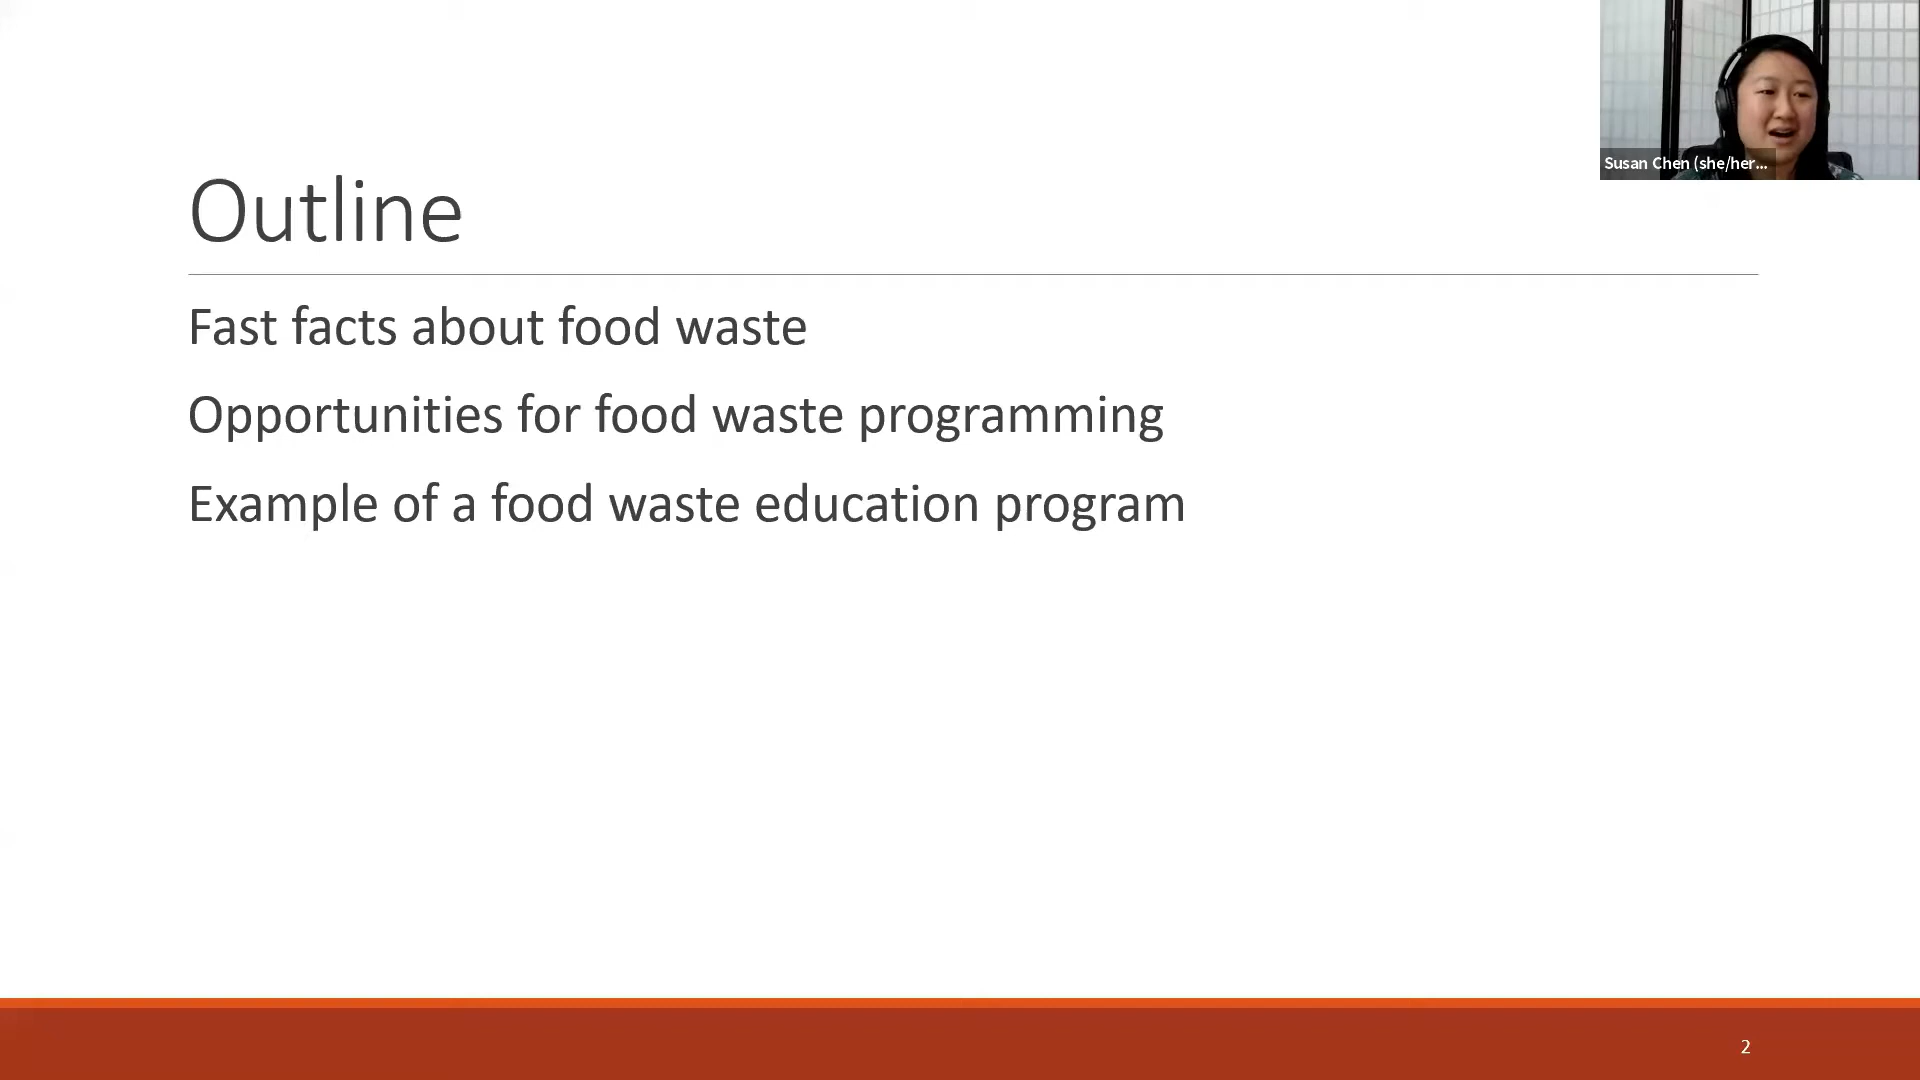 Susan Chen (she/her...
Outline
Fast facts about food waste
Opportunities for food waste programming
Example of a food waste education program
2